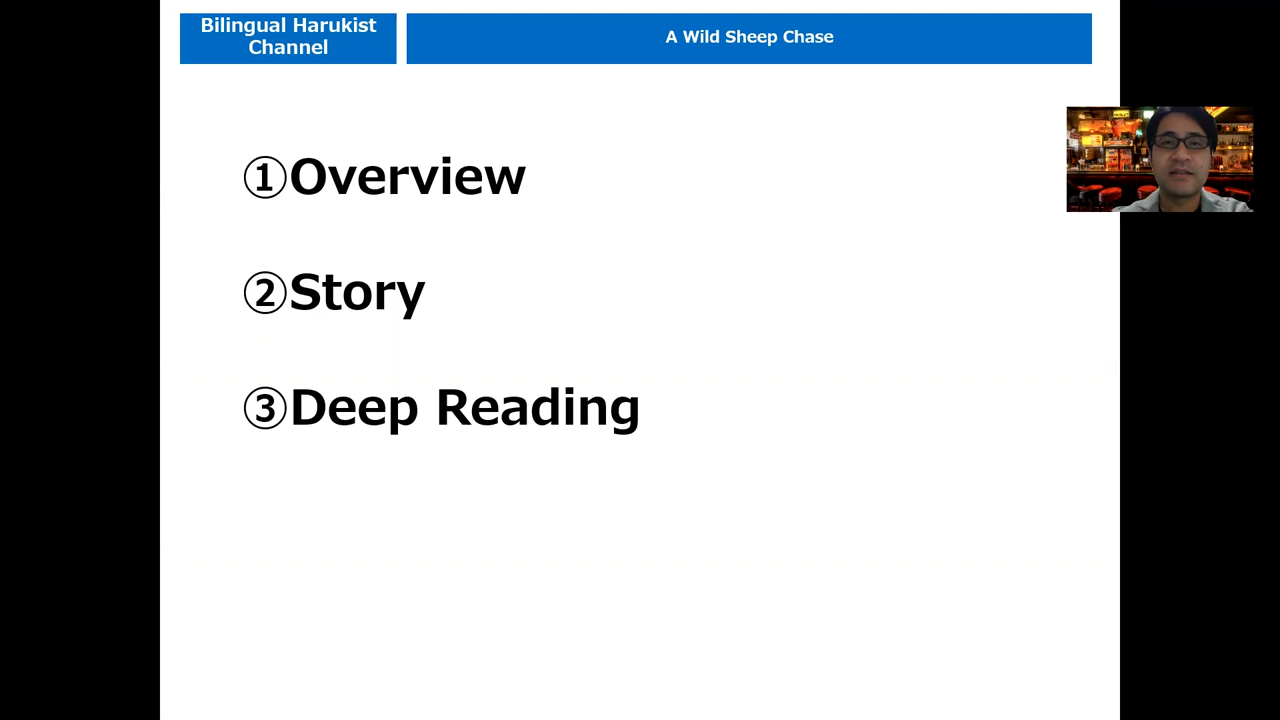 Bilingual Harukist
Channel
A Wild Sheep Chase
①Overview
②Story
③Deep Reading